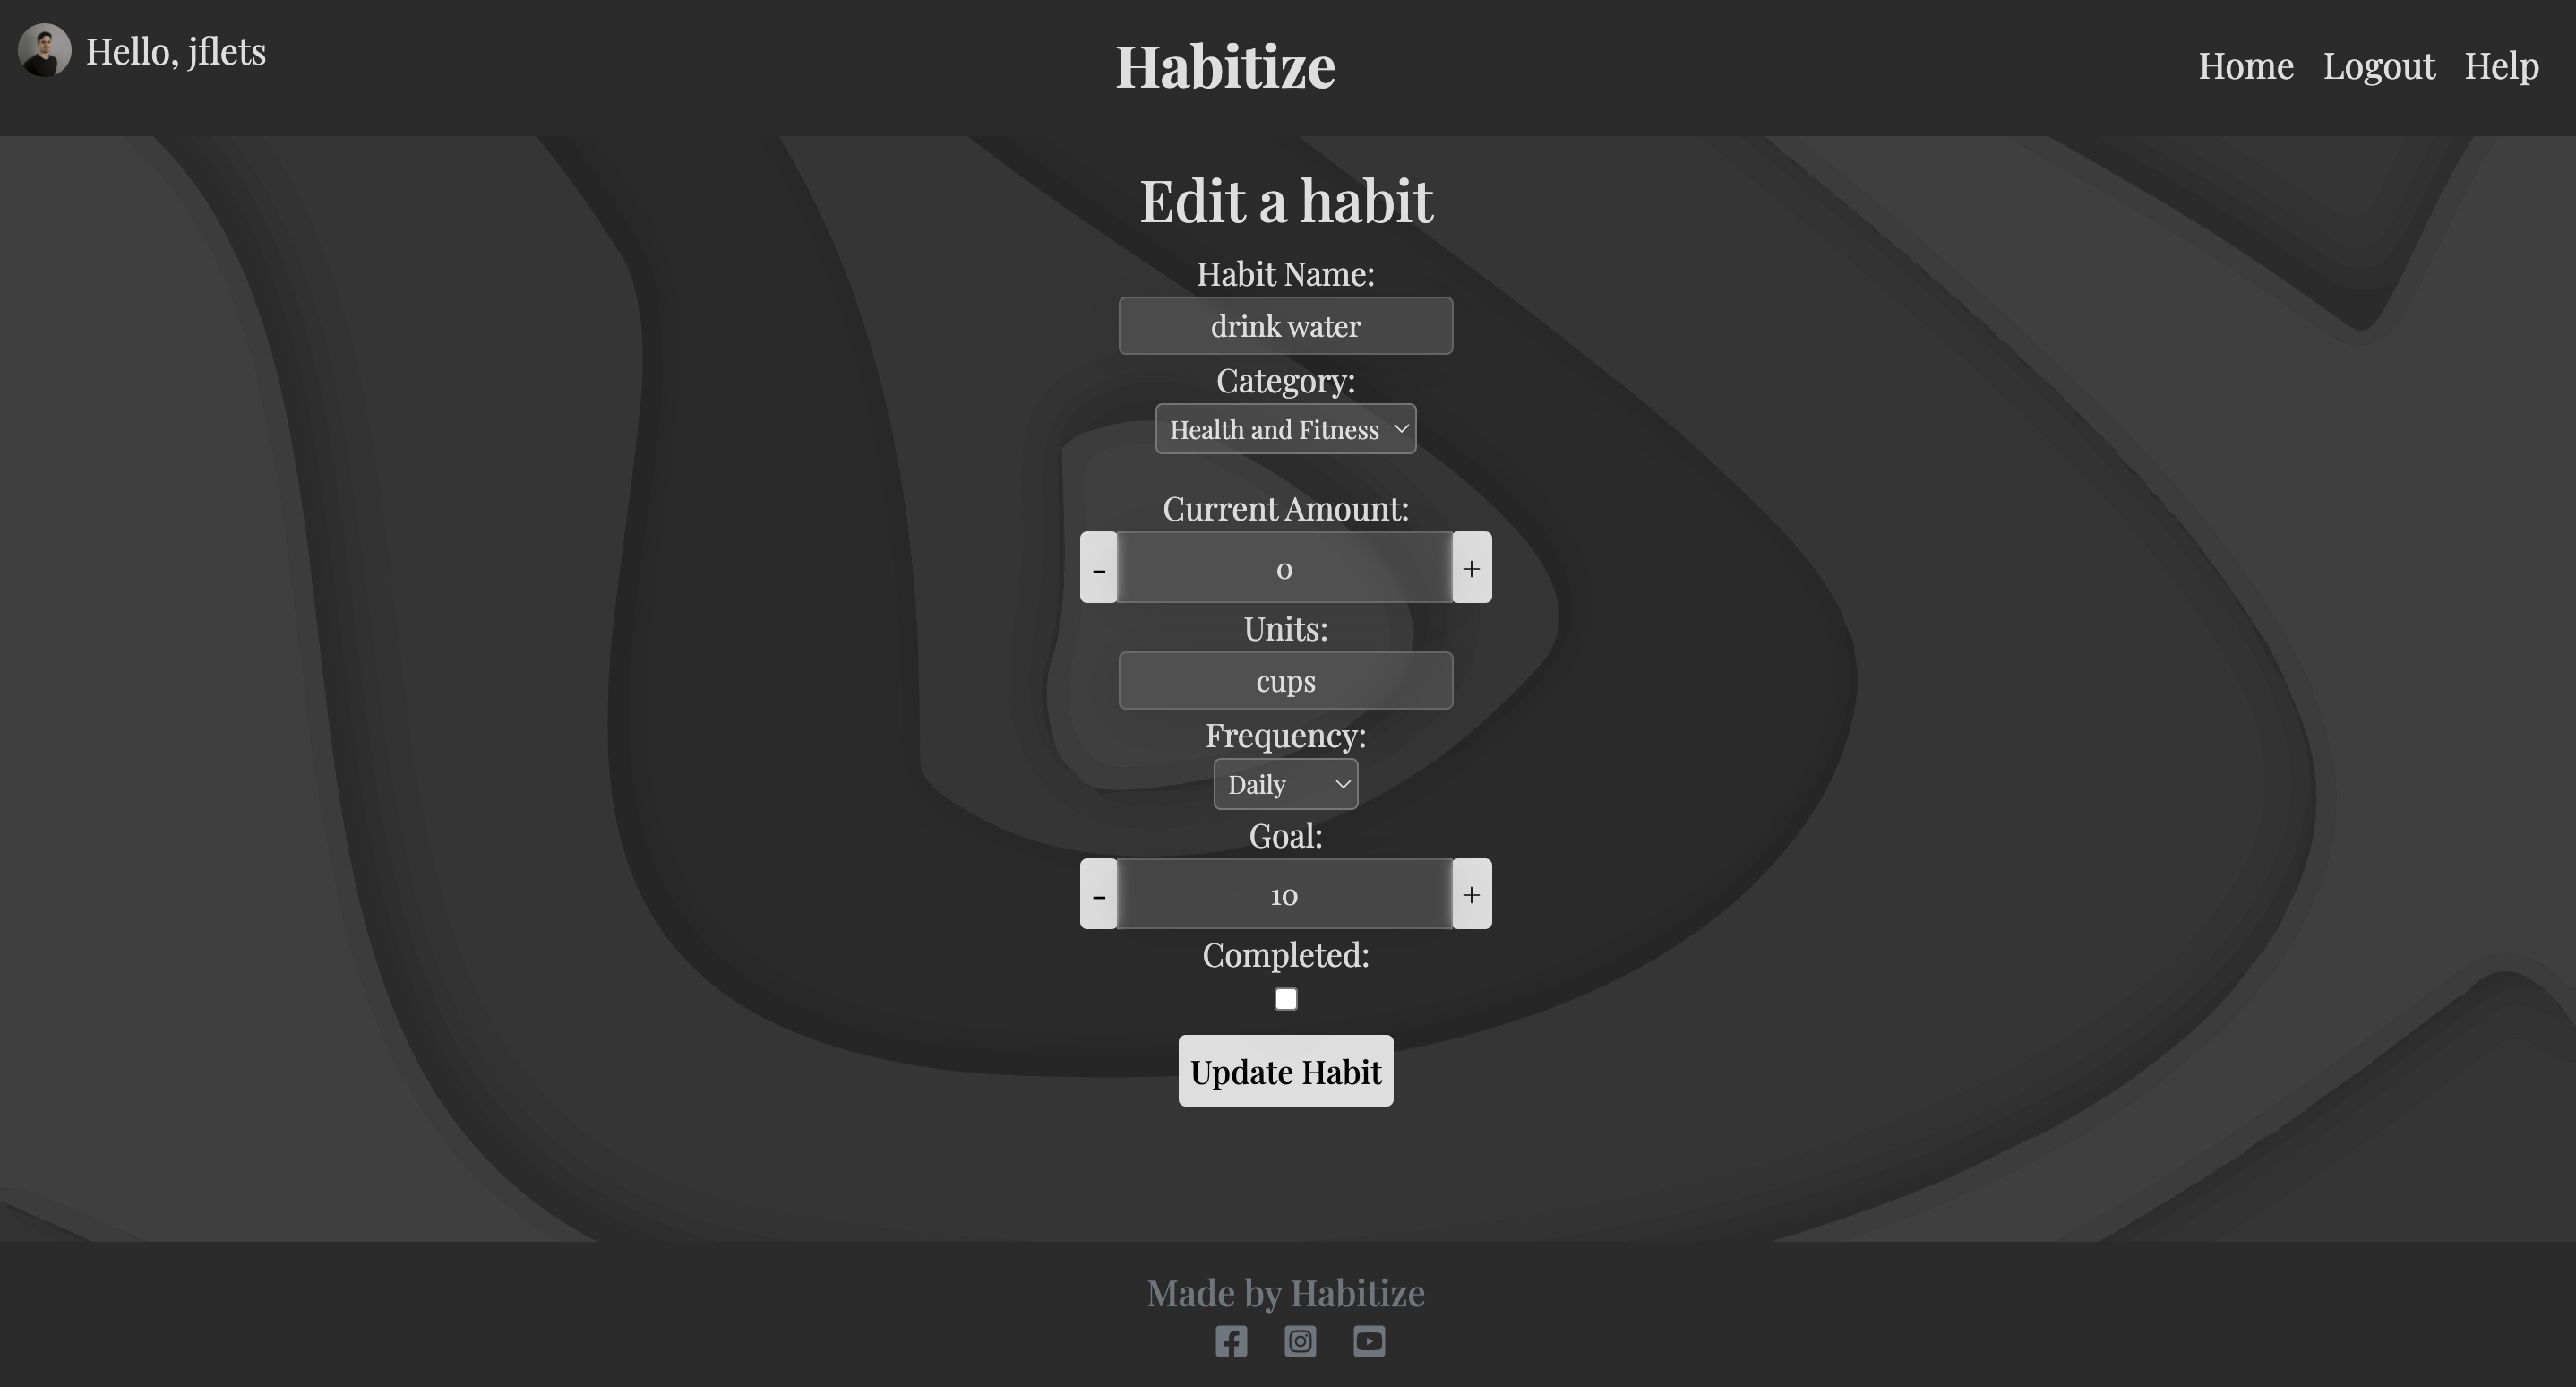 Hello, jflets
Habitize
Home Logout Help
Edit a habit
Habit Name:
drink water
Category:
Health and Fitness
Current Amount:
- 0 +
Units:
cups
Frequency:
Daily
Goal:
- 10 +
Completed:
Update Habit
Made by Habitize